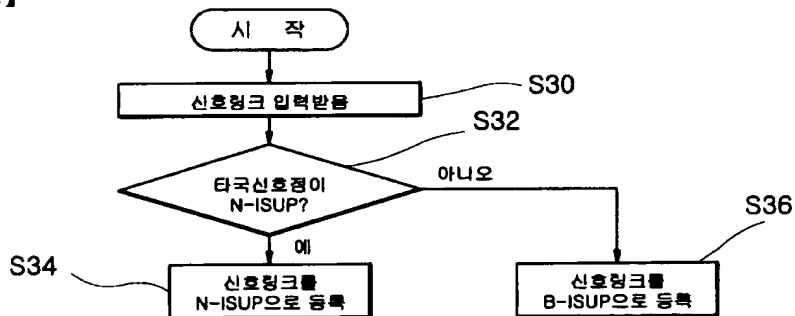 시 작
신호링크 입력받음
S30
S32
타국신호점이
N-ISUP?
아니오
예
S34
신호링크를
N-ISUP으로 등록
S36
신호링크를
B-ISUP으로 등록